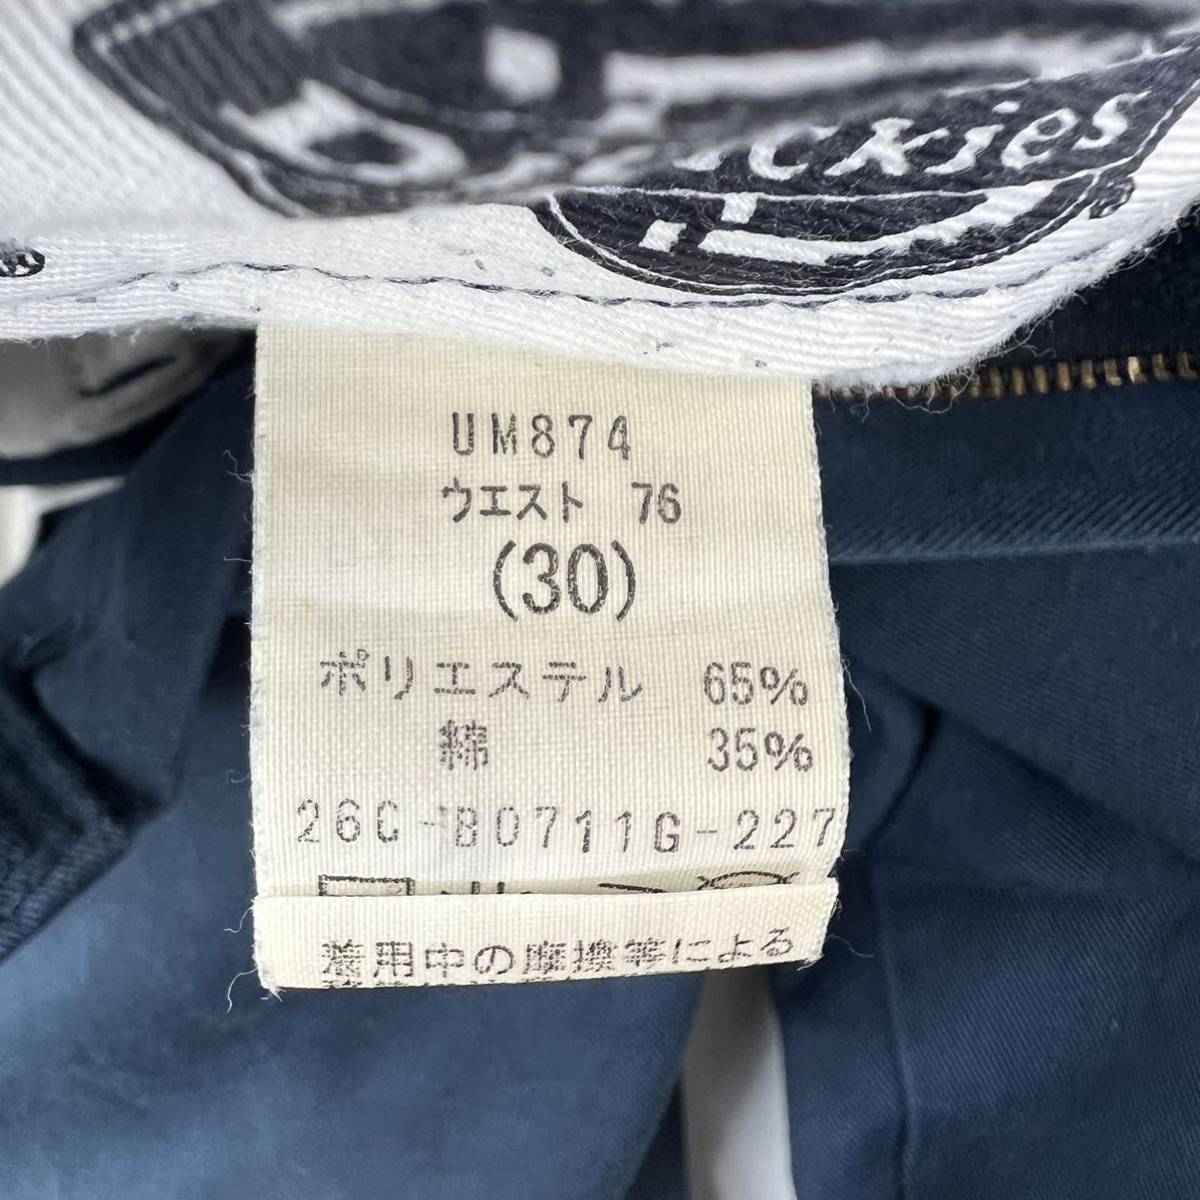 Dickies
UM874
ウエスト 76
(30)
ポリエステル 65%
綿 35%
26C-B0711G-227
着用中の摩擦等による